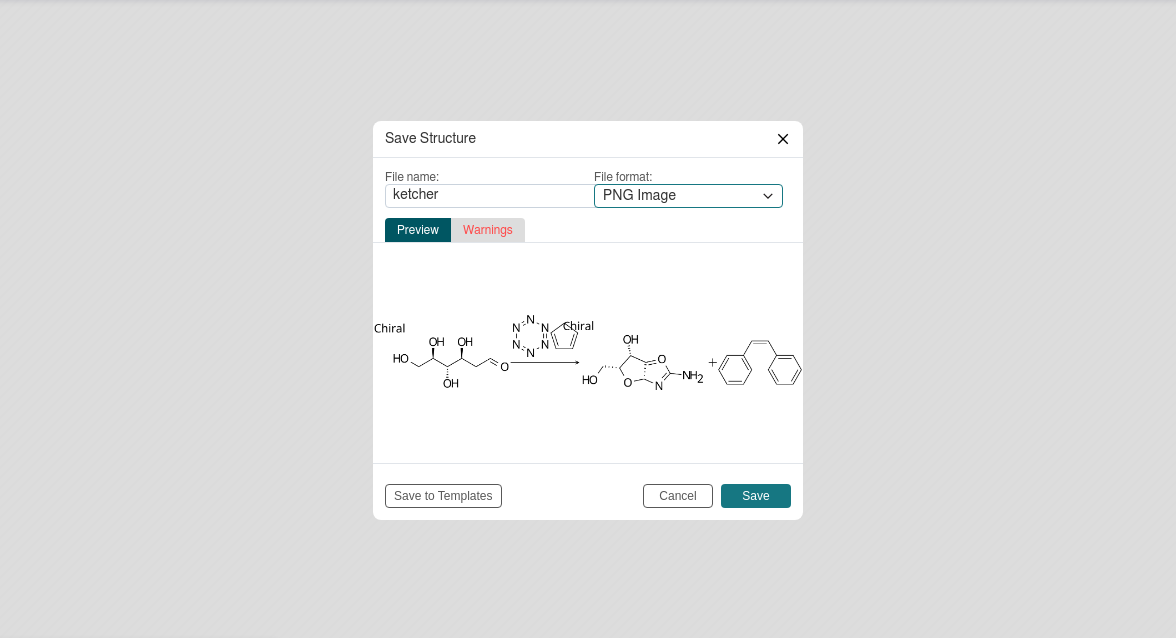 Save Structure
File name:
File format:
ketcher
PNG Image
Preview
Warnings
Chiral
OH
OH
HO
OH
O
N
N
N
N
N
N
Chiral
OH
HO
O
O
N
NH2
+
Save to Templates
Cancel
Save